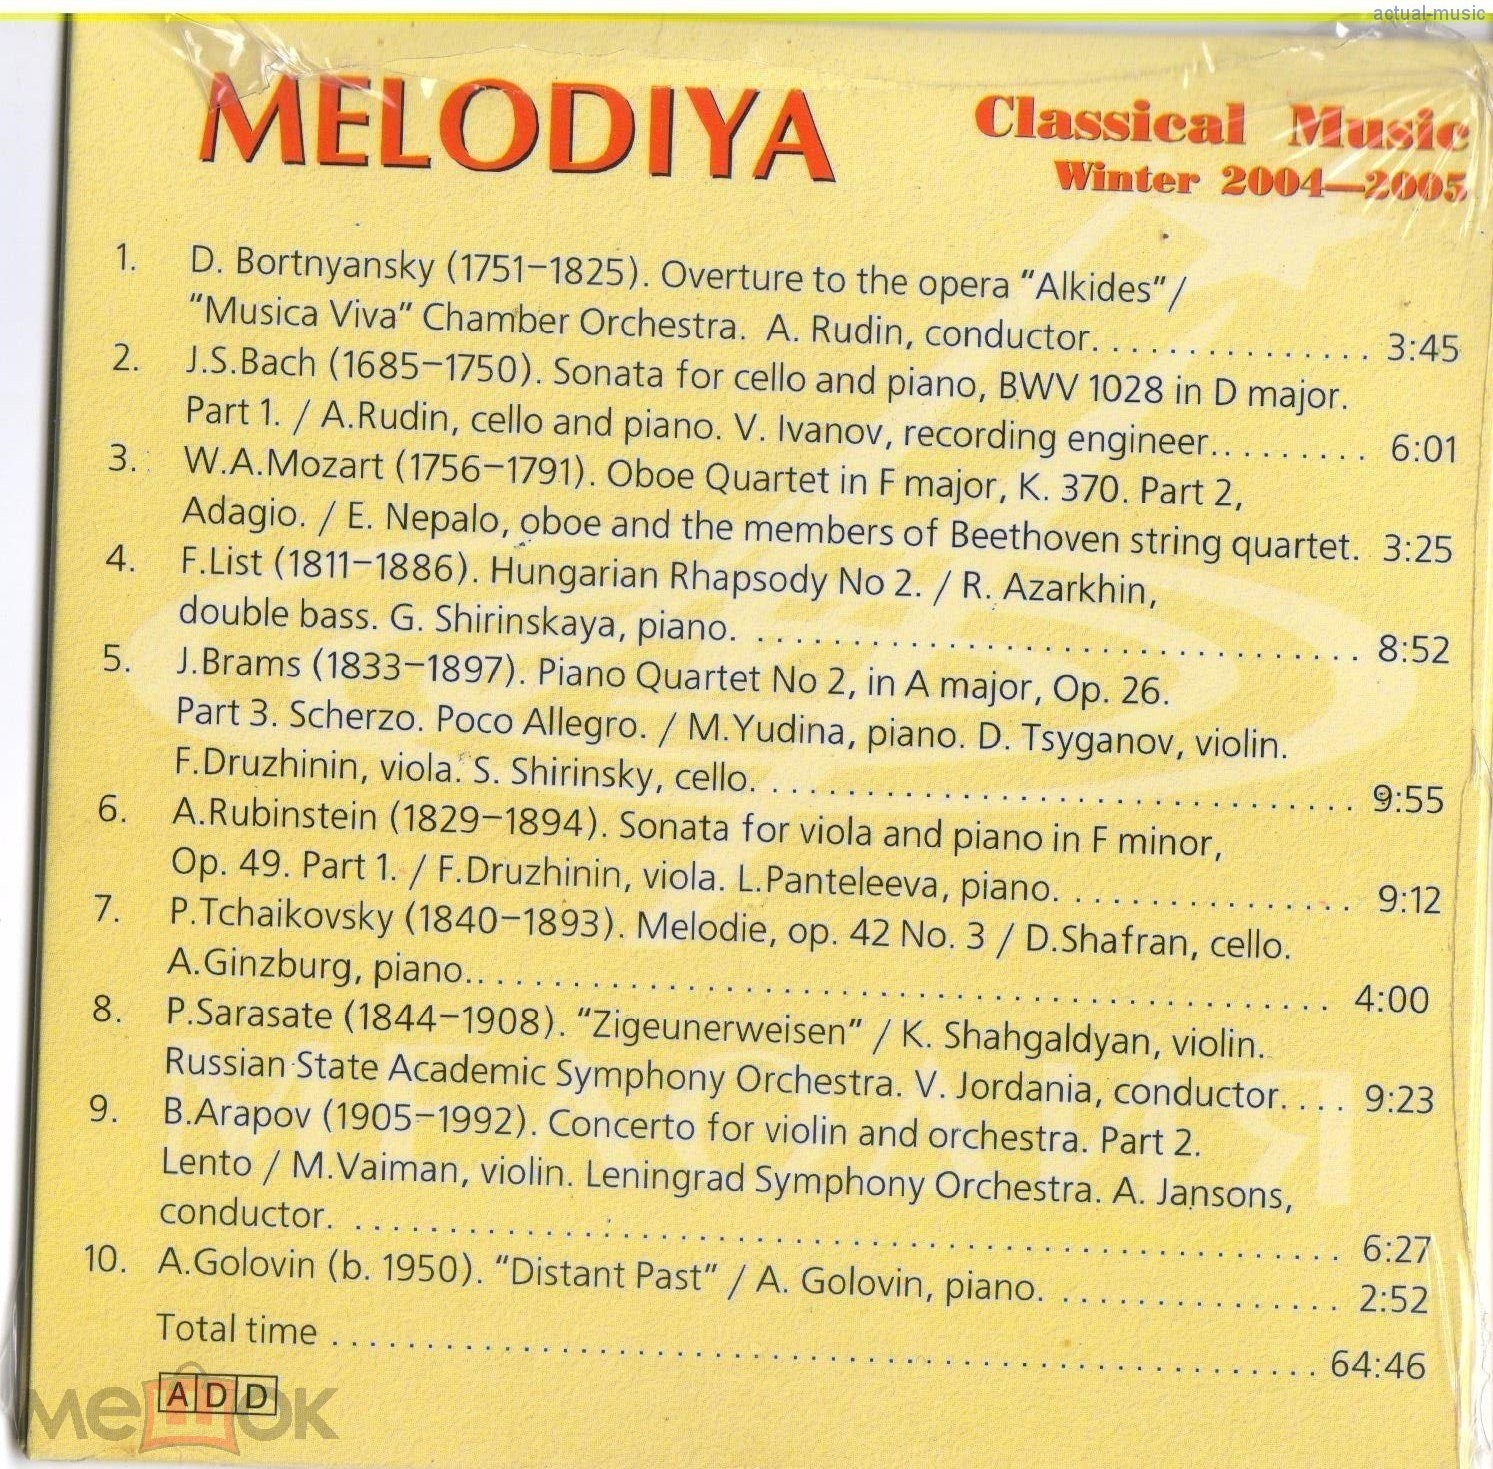 actual-music
MELODIYA
Classical Music
Winter 2004—2005
1. D. Bortnyansky (1751–1825). Overture to the opera "Alkides"/
"Musica Viva" Chamber Orchestra. A. Rudin, conductor. . . . . . . . . . . . . . . 3:45
2. J.S.Bach (1685–1750). Sonata for cello and piano, BWV 1028 in D major.
Part 1. / A.Rudin, cello and piano. V. Ivanov, recording engineer. . . . . . . . . 6:01
3. W.A.Mozart (1756–1791). Oboe Quartet in F major, K. 370. Part 2,
Adagio. / E. Nepalo, oboe and the members of Beethoven string quartet. 3:25
4. F.List (1811–1886). Hungarian Rhapsody No 2. / R. Azarkhin,
double bass. G. Shirinskaya, piano. . . . . . . . . . . . . . . . . . . . . . . . . . . . . . . . 8:52
5. J.Brams (1833–1897). Piano Quartet No 2, in A major, Op. 26.
Part 3. Scherzo. Poco Allegro. / M.Yudina, piano. D. Tsyganov, violin.
F.Druzhinin, viola. S. Shirinsky, cello. . . . . . . . . . . . . . . . . . . . . . . . . . . . . . . 9:55
6. A.Rubinstein (1829–1894). Sonata for viola and piano in F minor,
Op. 49. Part 1. / F.Druzhinin, viola. L.Panteleeva, piano. . . . . . . . . . . . . . . . 9:12
7. P.Tchaikovsky (1840–1893). Melodie, op. 42 No. 3 / D.Shafran, cello.
A.Ginzburg, piano. . . . . . . . . . . . . . . . . . . . . . . . . . . . . . . . . . . . . . . . . . . . 4:00
8. P.Sarasate (1844–1908). "Zigeunerweisen" / K. Shahgaldyan, violin.
Russian State Academic Symphony Orchestra. V. Jordania, conductor. . . . 9:23
9. B.Arapov (1905–1992). Concerto for violin and orchestra. Part 2.
Lento / M.Vaiman, violin. Leningrad Symphony Orchestra. A. Jansons,
conductor. . . . . . . . . . . . . . . . . . . . . . . . . . . . . . . . . . . . . . . . . . . . . . . . . . . 6:27
10. A.Golovin (b. 1950). "Distant Past" / A. Golovin, piano. . . . . . . . . . . . . . . . 2:52
Total time . . . . . . . . . . . . . . . . . . . . . . . . . . . . . . . . . . . . . . . . . . . . . . . . . . . 64:46
ADD
мешок